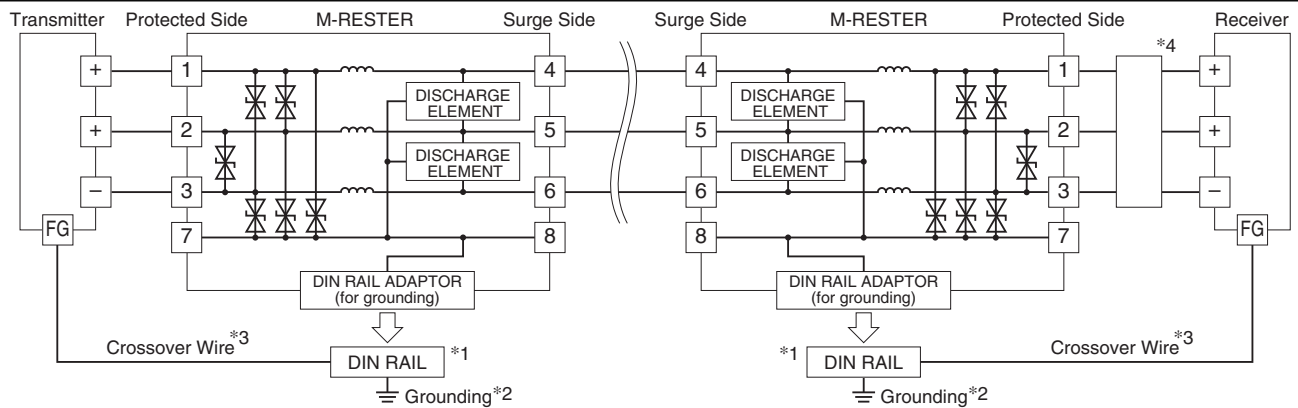 Transmitter Protected Side M-RESTER Surge Side Surge Side M-RESTER Protected Side Receiver
*4
+ 1 4 4 1 +
DISCHARGE ELEMENT DISCHARGE ELEMENT
+ 2 5 5 2 +
DISCHARGE ELEMENT DISCHARGE ELEMENT
− 3 6 6 3 −
FG 7 8 8 7 FG
DIN RAIL ADAPTOR DIN RAIL ADAPTOR
(for grounding) (for grounding)
Crossover Wire*3 DIN RAIL *1 *1 DIN RAIL Crossover Wire*3
Grounding*2 Grounding*2